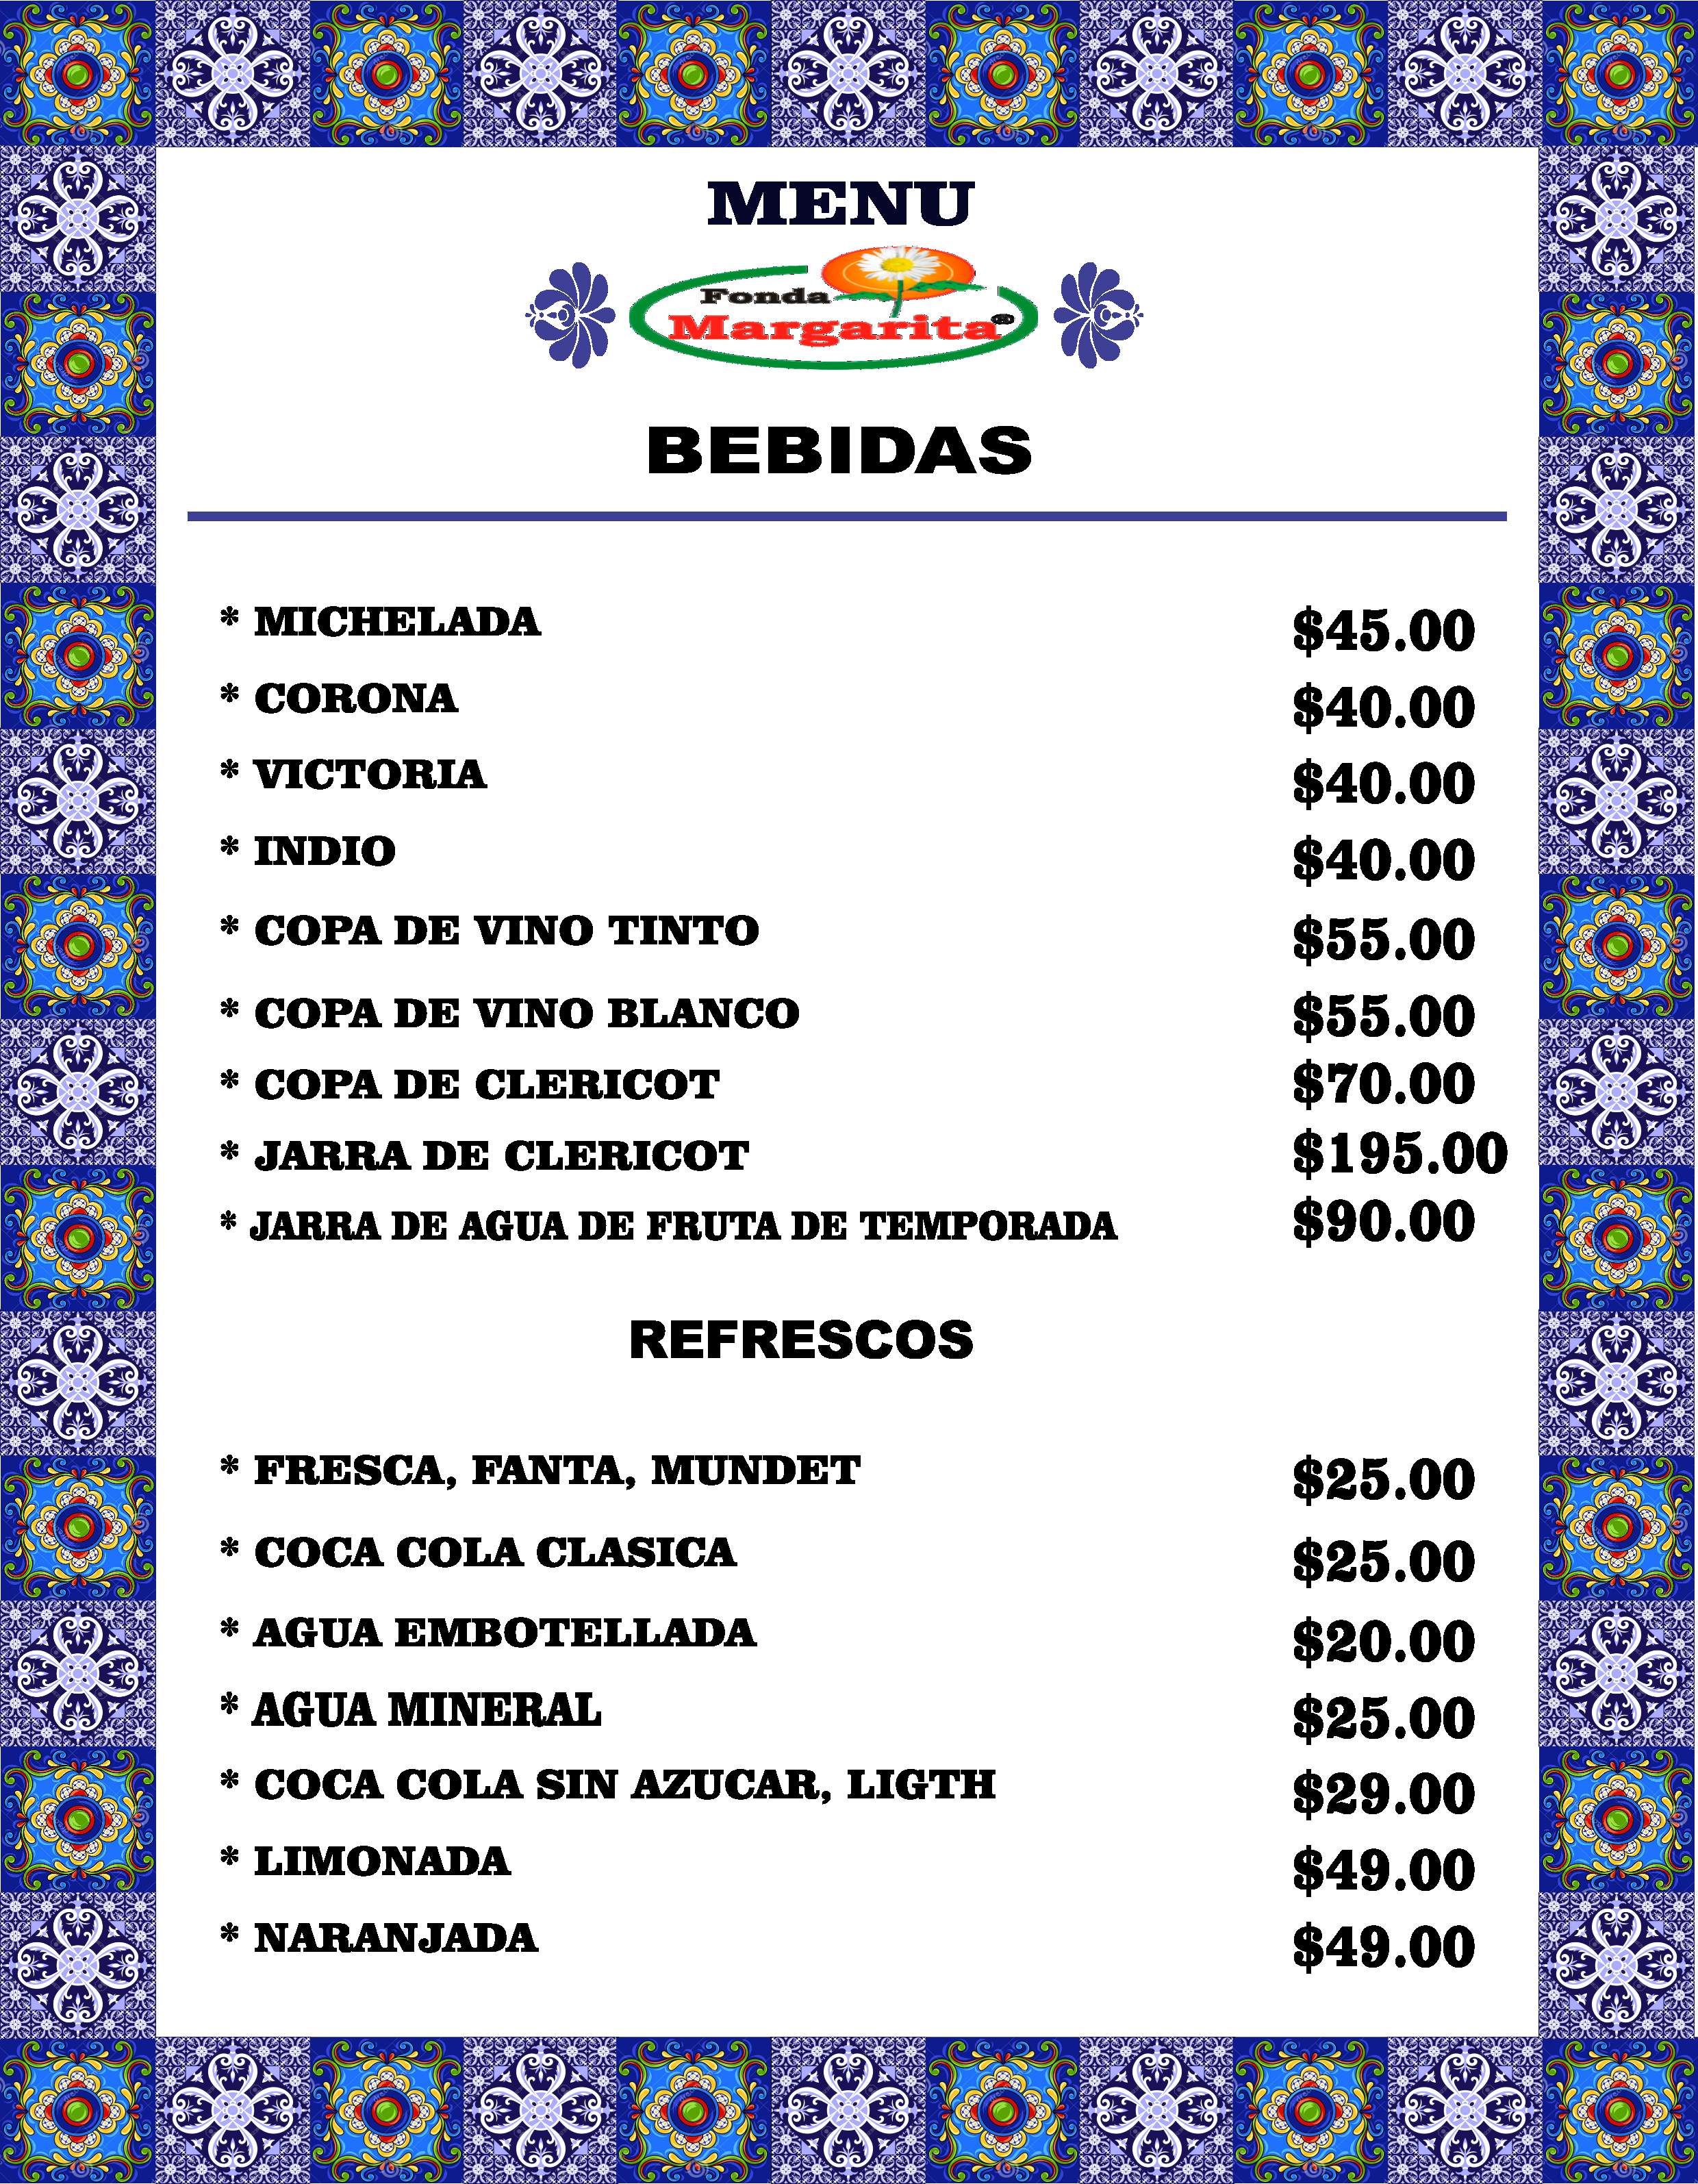 MENU
Fonda
Margarita®
BEBIDAS
* MICHELADA $45.00
* CORONA $40.00
* VICTORIA $40.00
* INDIO $40.00
* COPA DE VINO TINTO $55.00
* COPA DE VINO BLANCO $55.00
* COPA DE CLERICOT $70.00
* JARRA DE CLERICOT $195.00
* JARRA DE AGUA DE FRUTA DE TEMPORADA $90.00
REFRESCOS
* FRESCA, FANTA, MUNDET $25.00
* COCA COLA CLASICA $25.00
* AGUA EMBOTELLADA $20.00
* AGUA MINERAL $25.00
* COCA COLA SIN AZUCAR, LIGTH $29.00
* LIMONADA $49.00
* NARANJADA $49.00